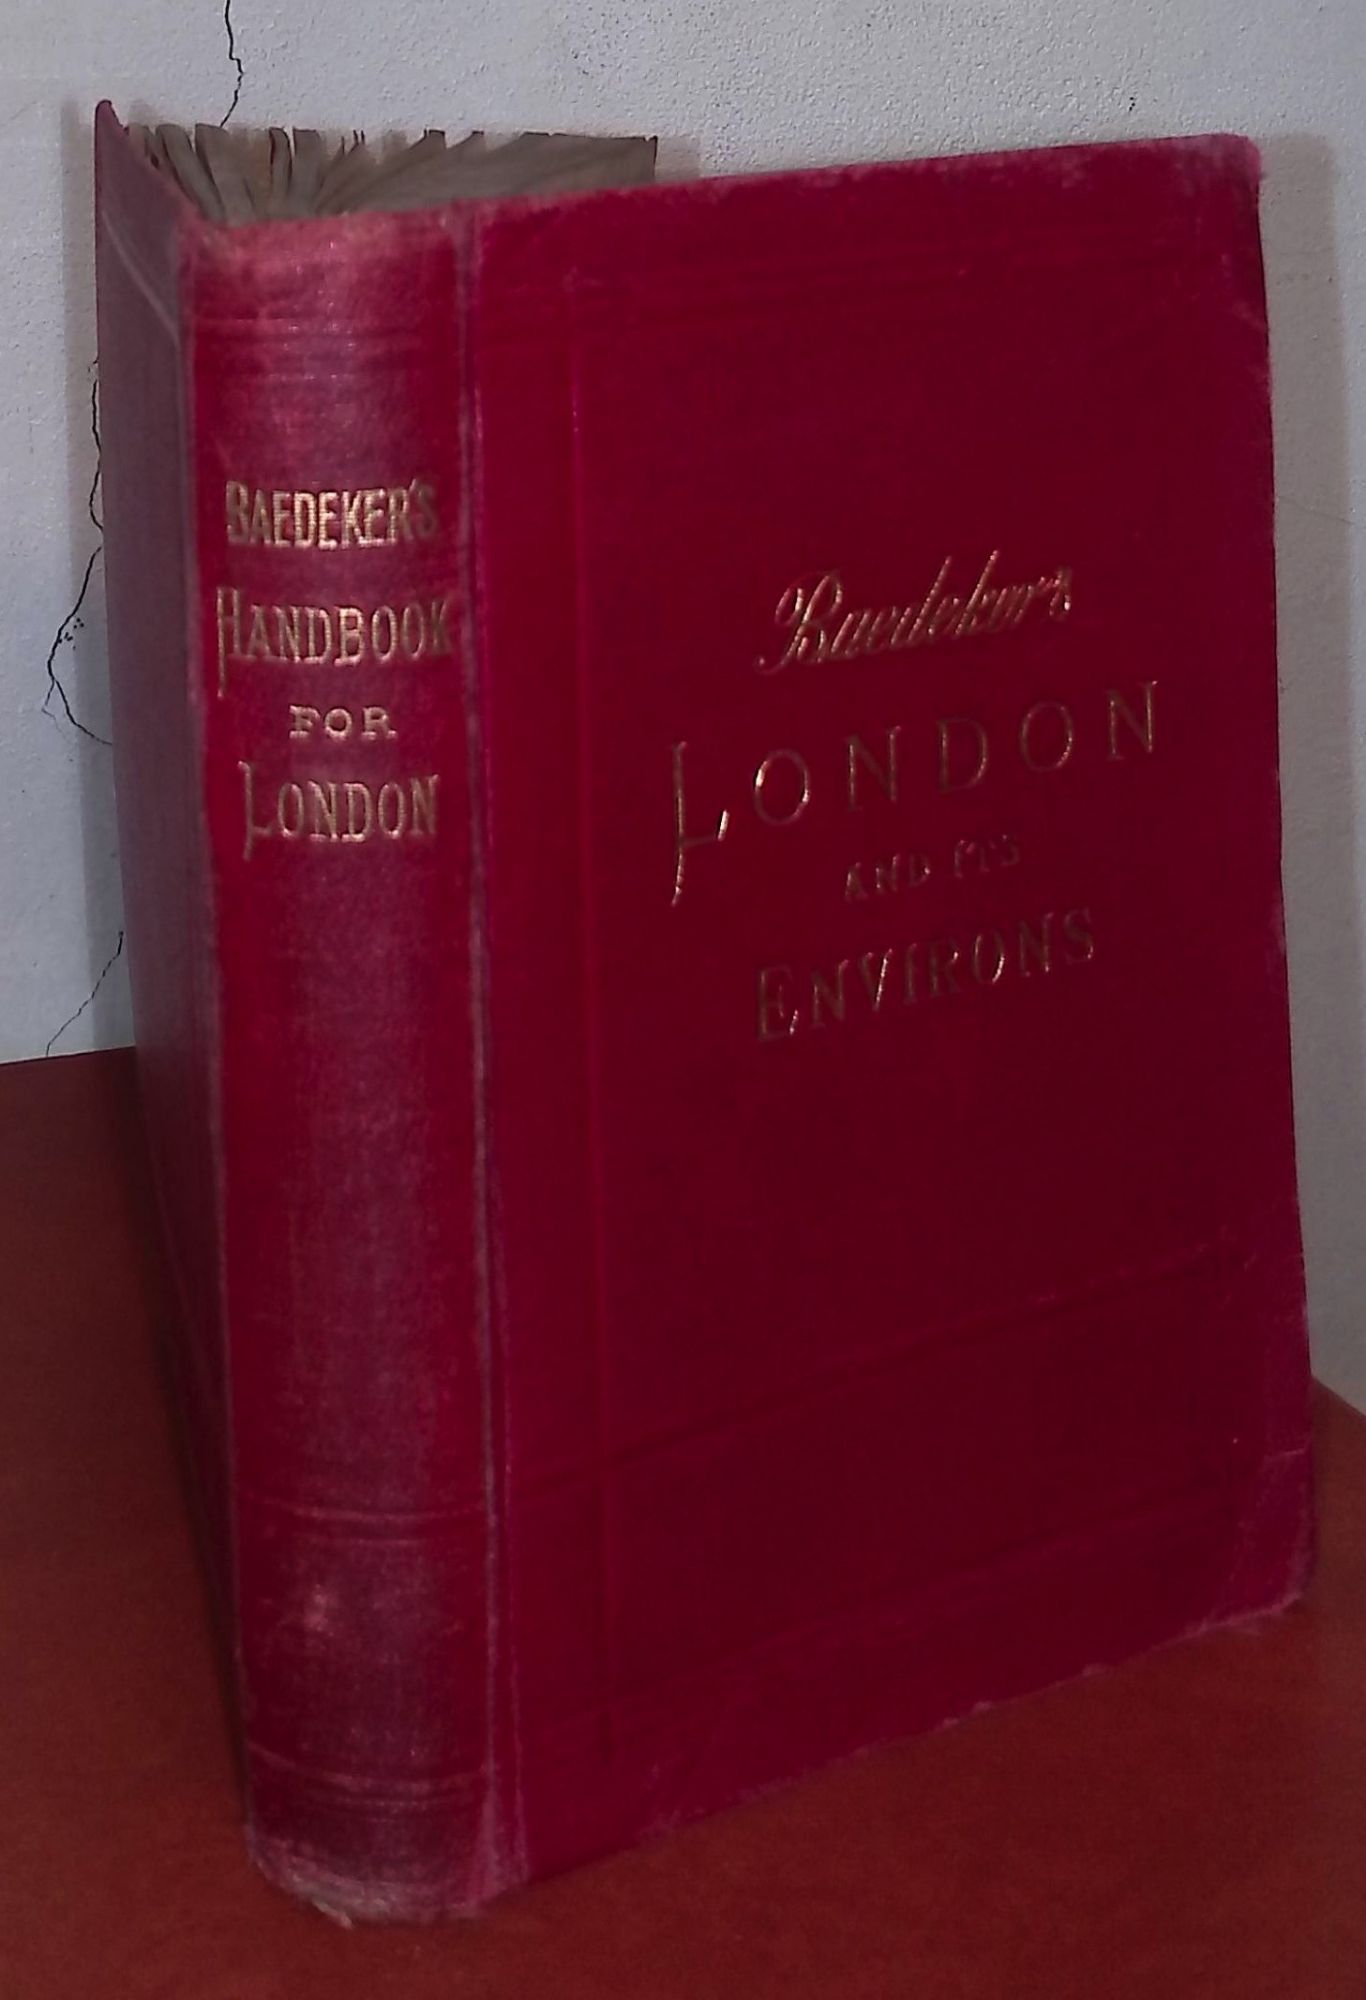 BAEDEKER'S
HANDBOOK
FOR
LONDON
Baedeker's
LONDON
AND ITS
ENVIRONS